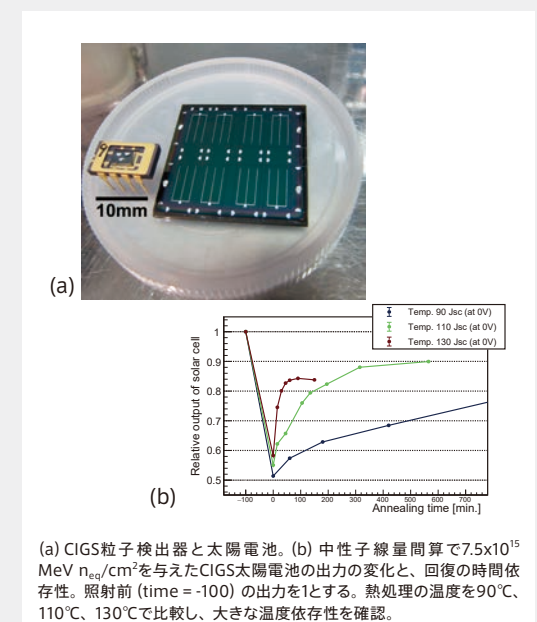 10mm
(a)
Temp. 90 Jsc (at 0V)
Temp. 110 Jsc (at 0V)
Temp. 130 Jsc (at 0V)
Relative output of solar cell
1
0.9
0.8
0.7
0.6
0.5
−100 0 100 200 300 400 500 600 700
Annealing time [min.]
(b)
(a) CIGS粒子検出器と太陽電池。(b) 中性子線量間算で7.5x10¹⁵
MeV n_eq/cm²を与えたCIGS太陽電池の出力の変化と、回復の時間依
存性。照射前 (time = -100) の出力を1とする。熱処理の温度を90℃、
110℃、130℃で比較し、大きな温度依存性を確認。